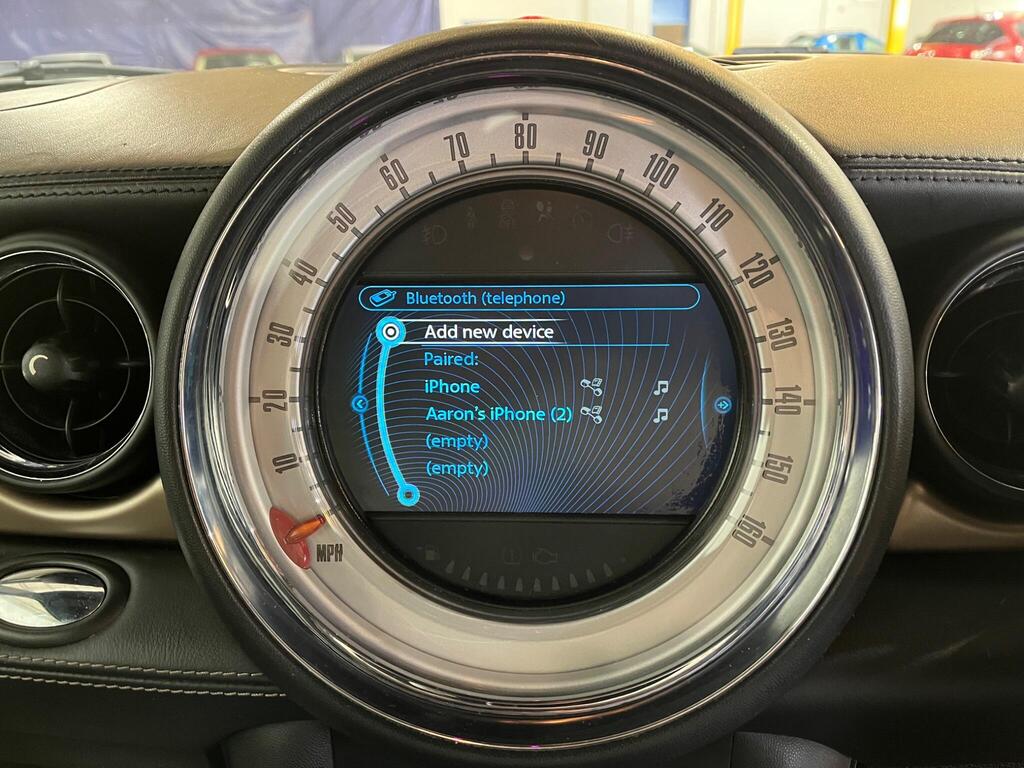 10
20
30
40
50
60
70
80
90
100
110
120
130
140
150
160
MPH
Bluetooth (telephone)
Add new device
Paired:
iPhone
Aaron's iPhone (2)
(empty)
(empty)